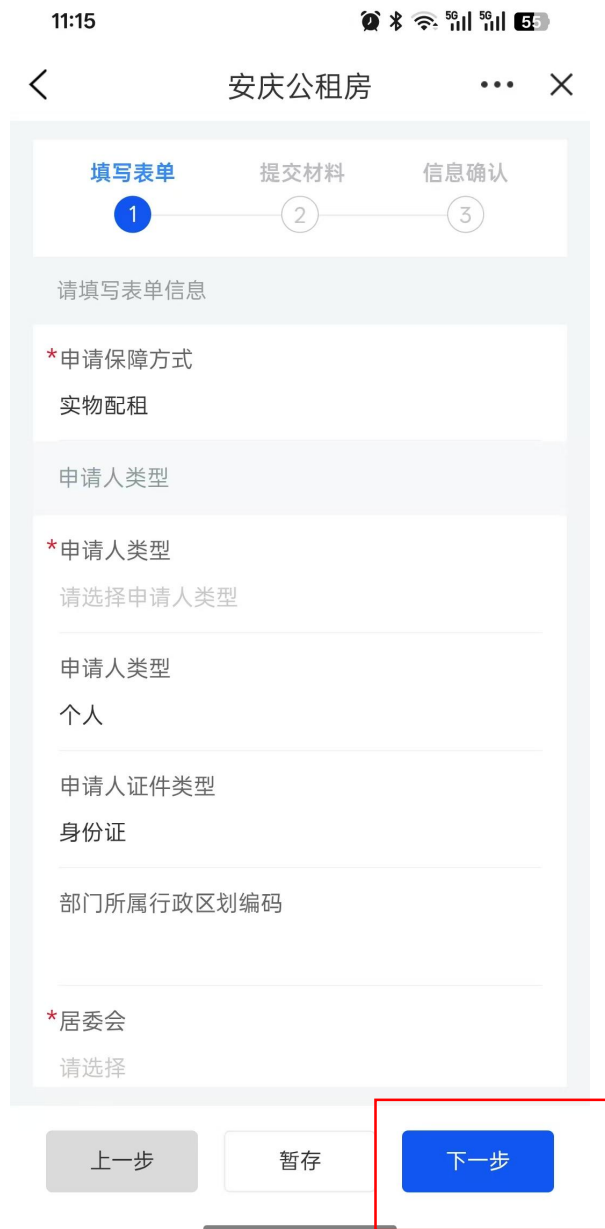 11:15
5G 5G 55
安庆公租房
填写表单 提交材料 信息确认
1 2 3
请填写表单信息
*申请保障方式
实物配租
申请人类型
*申请人类型
请选择申请人类型
申请人类型
个人
申请人证件类型
身份证
部门所属行政区划编码
*居委会
请选择
上一步 暂存 下一步